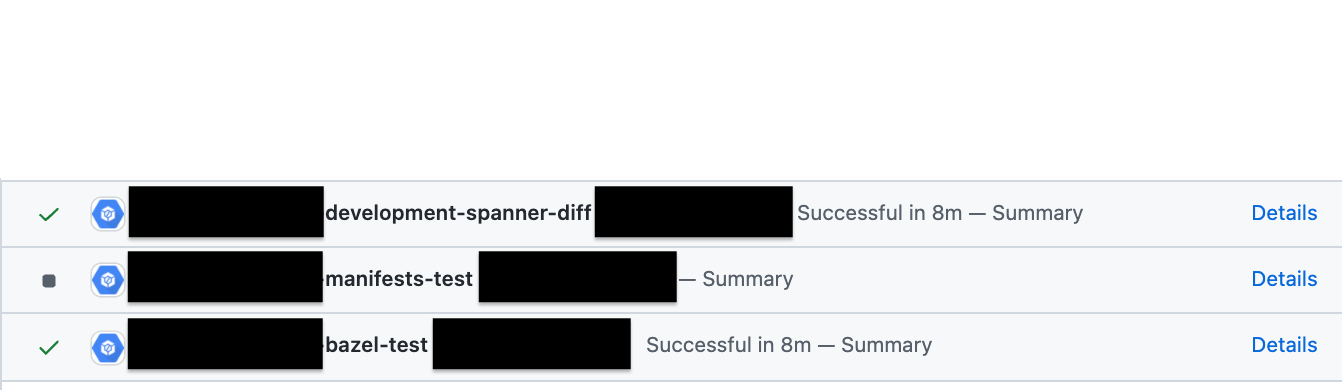 development-spanner-diff Successful in 8m — Summary Details
-manifests-test — Summary Details
-bazel-test Successful in 8m — Summary Details